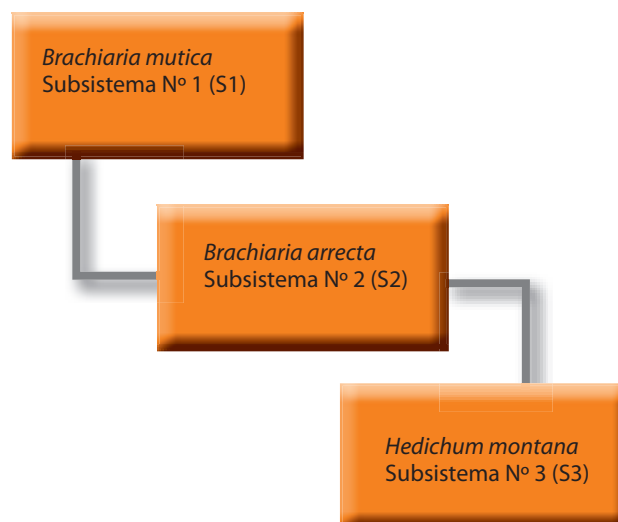 Brachiaria mutica
Subsistema Nº 1 (S1)
Brachiaria arrecta
Subsistema Nº 2 (S2)
Hedichum montana
Subsistema Nº 3 (S3)